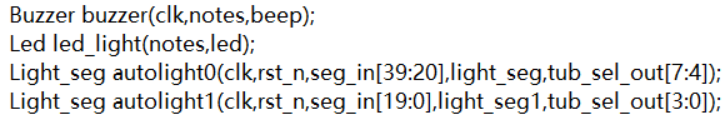 Buzzer buzzer(clk,notes,beep);
Led led_light(notes,led);
Light_seg autolight0(clk,rst_n,seg_in[39:20],light_seg,tub_sel_out[7:4]);
Light_seg autolight1(clk,rst_n,seg_in[19:0],light_seg1,tub_sel_out[3:0]);